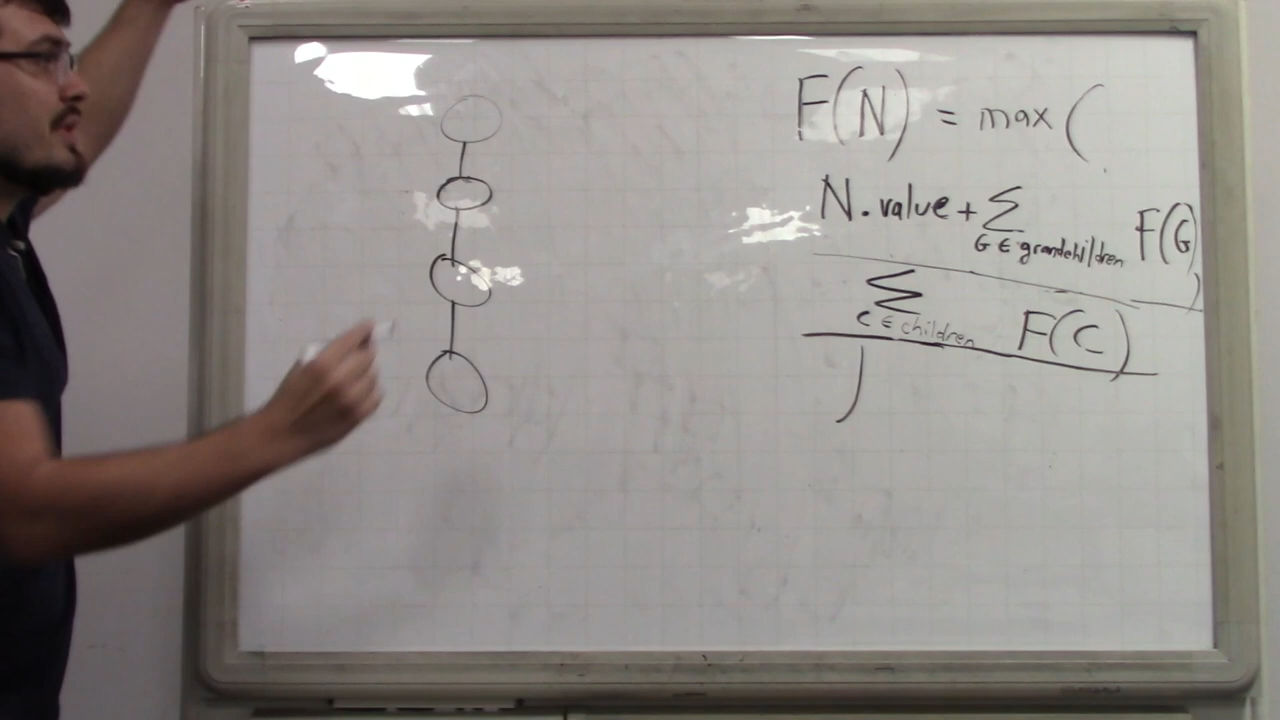 F(N) = max (
N.value + Σ F(G)
G ∈ grandchildren
)
Σ F(C)
C ∈ children
)